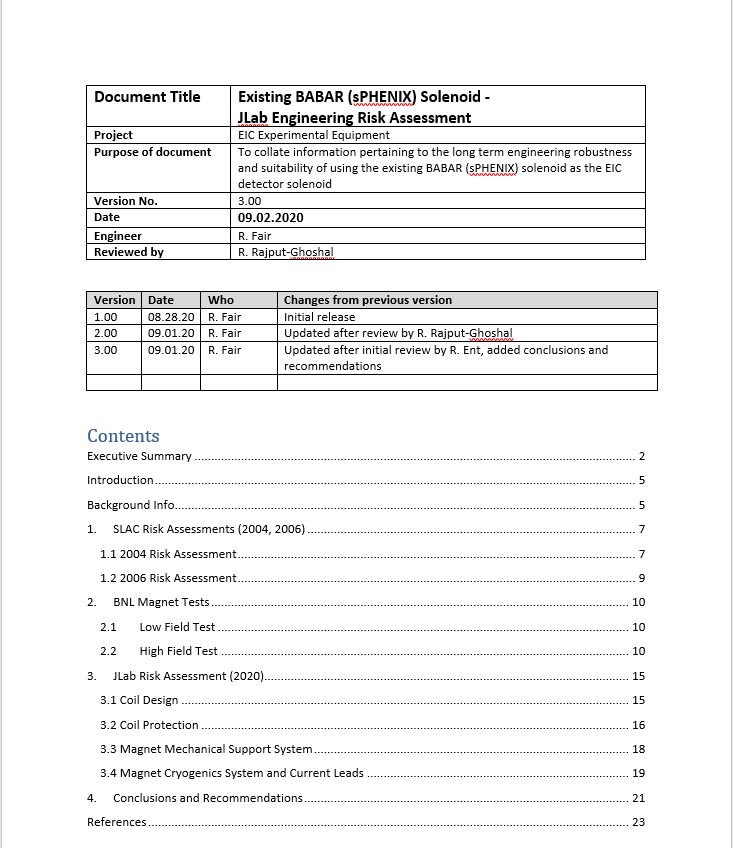 Document Title Existing BABAR (sPHENIX) Solenoid -
JLab Engineering Risk Assessment
Project EIC Experimental Equipment
Purpose of document To collate information pertaining to the long term engineering robustness
and suitability of using the existing BABAR (sPHENIX) solenoid as the EIC
detector solenoid
Version No. 3.00
Date 09.02.2020
Engineer R. Fair
Reviewed by R. Rajput-Ghoshal
Version Date Who Changes from previous version
1.00 08.28.20 R. Fair Initial release
2.00 09.01.20 R. Fair Updated after review by R. Rajput-Ghoshal
3.00 09.01.20 R. Fair Updated after initial review by R. Ent, added conclusions and
recommendations
Contents
Executive Summary 2
Introduction 5
Background Info 5
1. SLAC Risk Assessments (2004, 2006) 7
1.1 2004 Risk Assessment 7
1.2 2006 Risk Assessment 9
2. BNL Magnet Tests 10
2.1 Low Field Test 10
2.2 High Field Test 10
3. JLab Risk Assessment (2020) 15
3.1 Coil Design 15
3.2 Coil Protection 16
3.3 Magnet Mechanical Support System 18
3.4 Magnet Cryogenics System and Current Leads 19
4. Conclusions and Recommendations 21
References 23